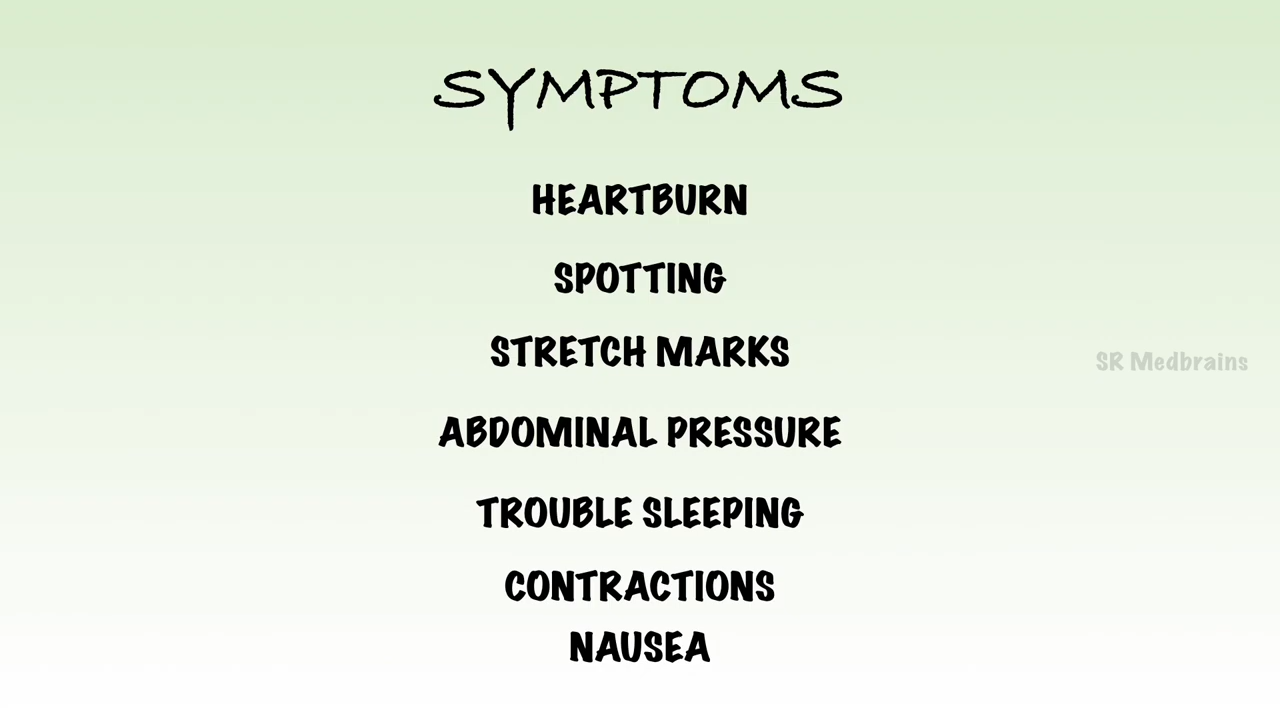 SYMPTOMS
HEARTBURN
SPOTTING
STRETCH MARKS
SR Medbrains
ABDOMINAL PRESSURE
TROUBLE SLEEPING
CONTRACTIONS
NAUSEA